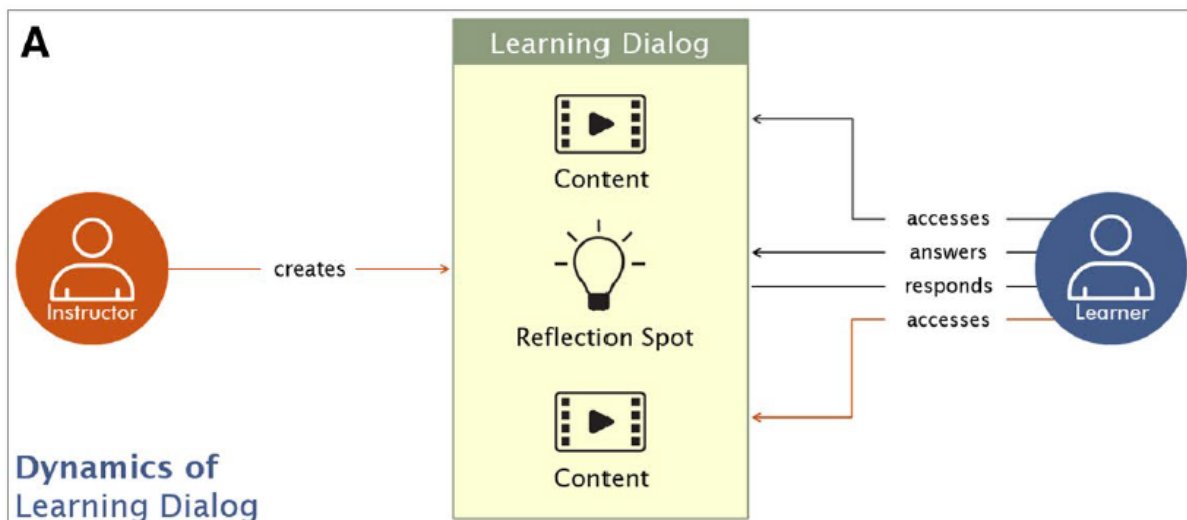 A
Learning Dialog
Content
accesses
answers
creates
responds
Instructor
Learner
accesses
Reflection Spot
Content
Dynamics of
Learning Dialog